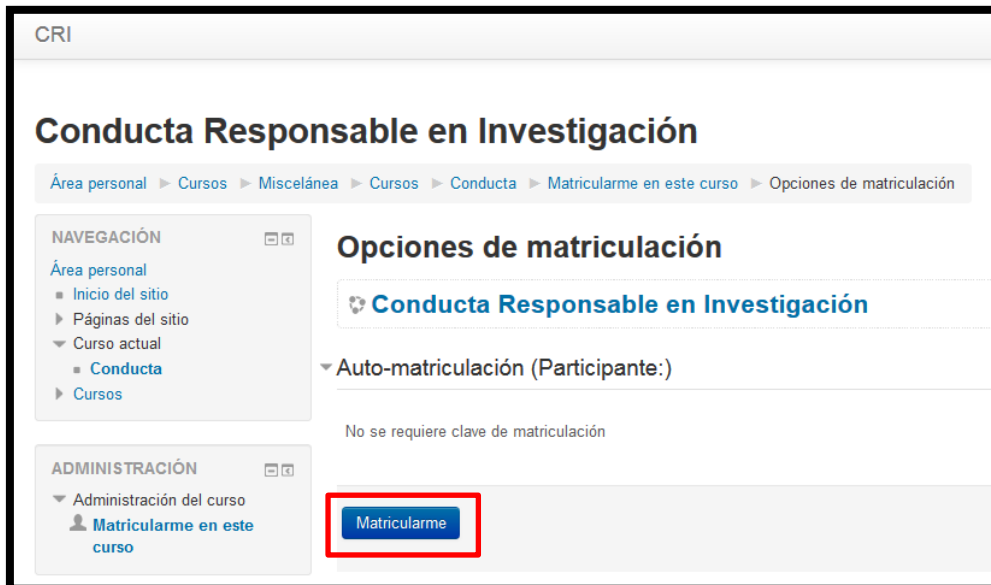 CRI
Conducta Responsable en Investigación
Área personal Cursos Miscelánea Cursos Conducta Matricularme en este curso Opciones de matriculación
NAVEGACIÓN
Área personal
Inicio del sitio
Páginas del sitio
Curso actual
Conducta
Cursos
ADMINISTRACIÓN
Administración del curso
Matricularme en este
curso
Opciones de matriculación
Conducta Responsable en Investigación
Auto-matriculación (Participante:)
No se requiere clave de matriculación
Matricularme